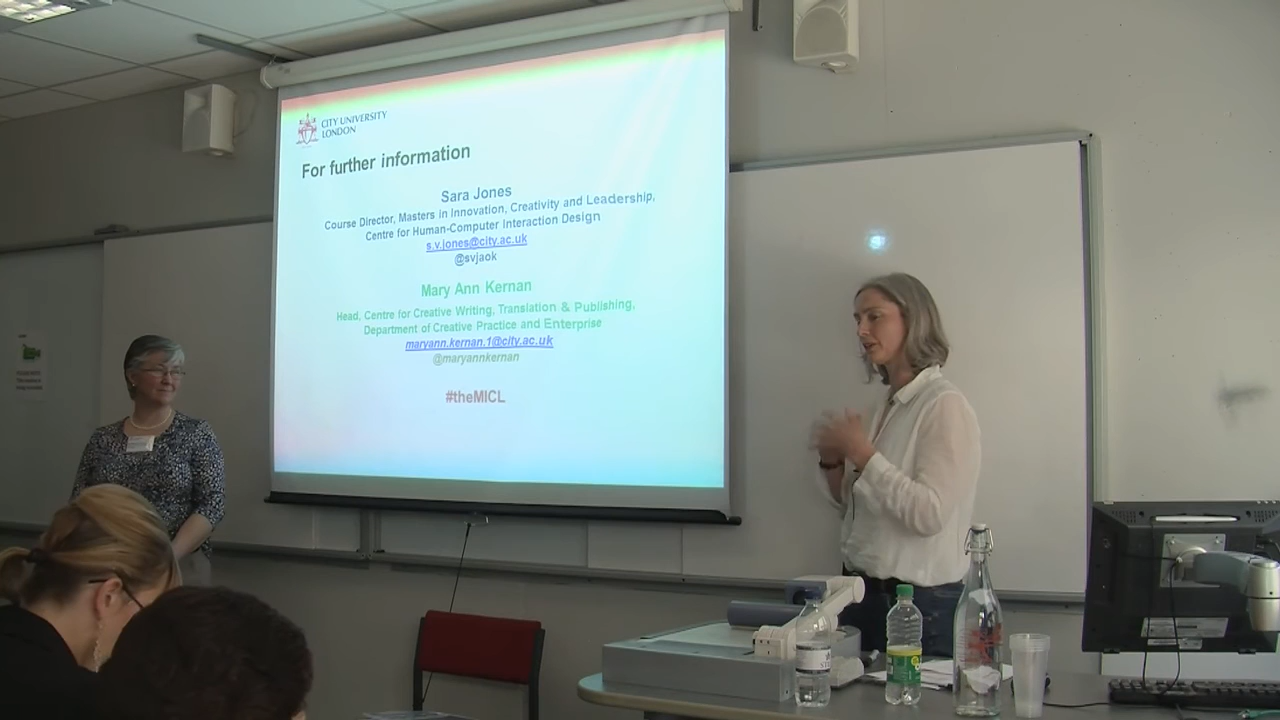 CITY UNIVERSITY
LONDON
For further information
Sara Jones
Course Director, Masters in Innovation, Creativity and Leadership,
Centre for Human-Computer Interaction Design
s.v.jones@city.ac.uk
@svjaok
Mary Ann Kernan
Head, Centre for Creative Writing, Translation & Publishing,
Department of Creative Practice and Enterprise
maryann.kernan.1@city.ac.uk
@maryannkernan
#theMICL